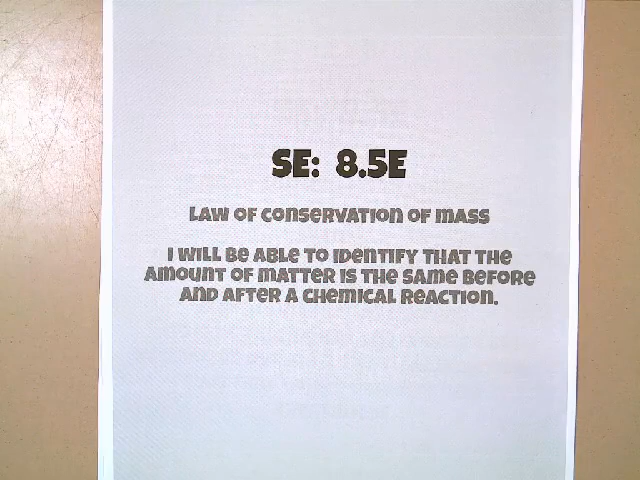 SE: 8.5E
LAW OF CONSERVATION OF MASS
I WILL BE ABLE TO IDENTIFY THAT THE
AMOUNT OF MATTER IS THE SAME BEFORE
AND AFTER A CHEMICAL REACTION.